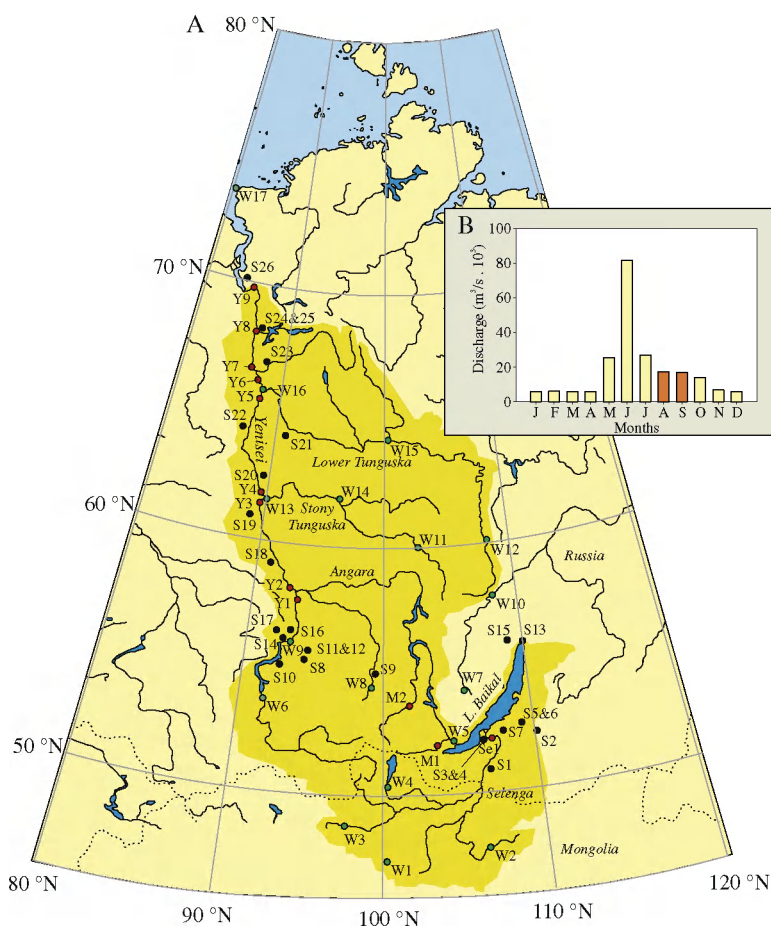 A
80 °N
W17
70 °N
S26
Y9
S24&25
Y8
S23
Y7
Y6
W16
Y5
S22
Yenisei
S21
W15
Lower Tunguska
S20
Y4
W14
60 °N
Y3
W13
Stony
Tunguska
S19
W11
W12
S18
Angara
Russia
Y2
Y1
W10
S17
S16
S15
S13
S14
W9
S11&12
S10
S8
S9
W8
W7
W6
M2
L. Baikal
S5&6
W5
S7
S2
50 °N
M1
Se1
S3&4
S1
W4
Selenga
W3
W2
Mongolia
W1
80 °N
90 °N
100 °N
110 °N
120 °N
B
Discharge (m³/s . 10³)
100
80
60
40
20
0
J F M A M J J A S O N D
Months